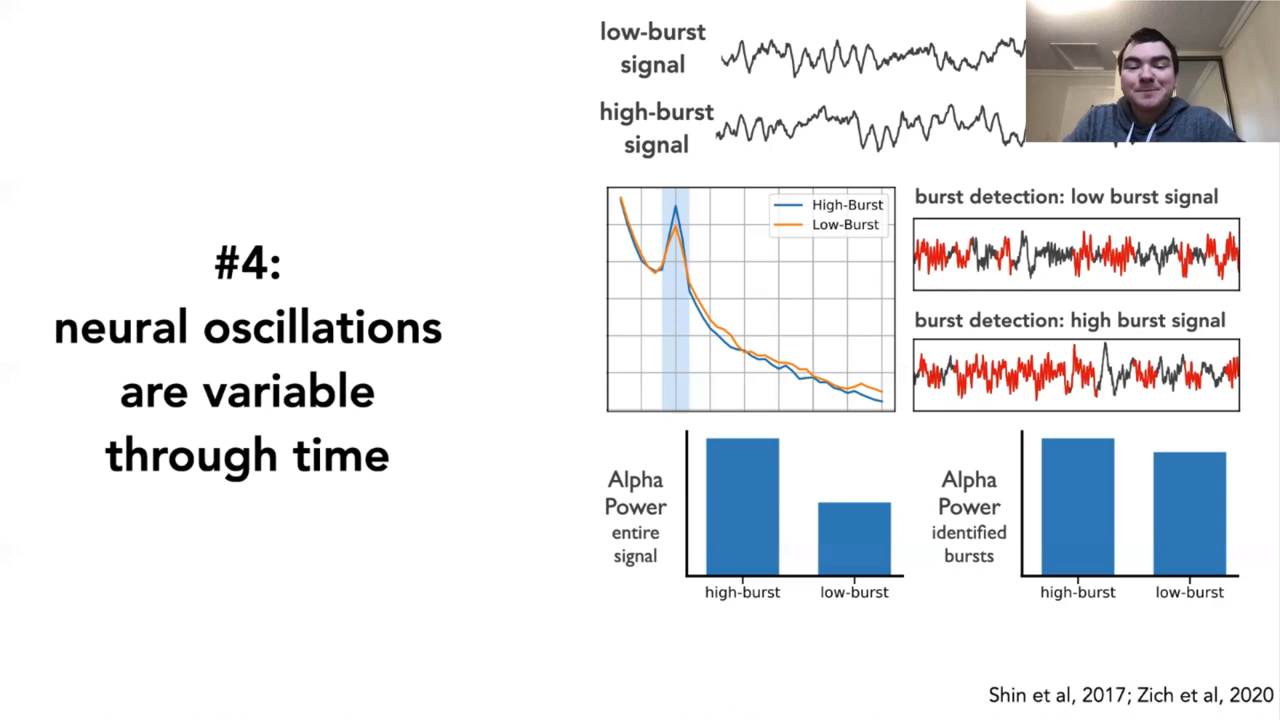 #4:
neural oscillations
are variable
through time
low-burst
signal
high-burst
signal
High-Burst
Low-Burst
burst detection: low burst signal
burst detection: high burst signal
Alpha
Power
entire
signal
high-burst
low-burst
Alpha
Power
identified
bursts
high-burst
low-burst
Shin et al, 2017; Zich et al, 2020